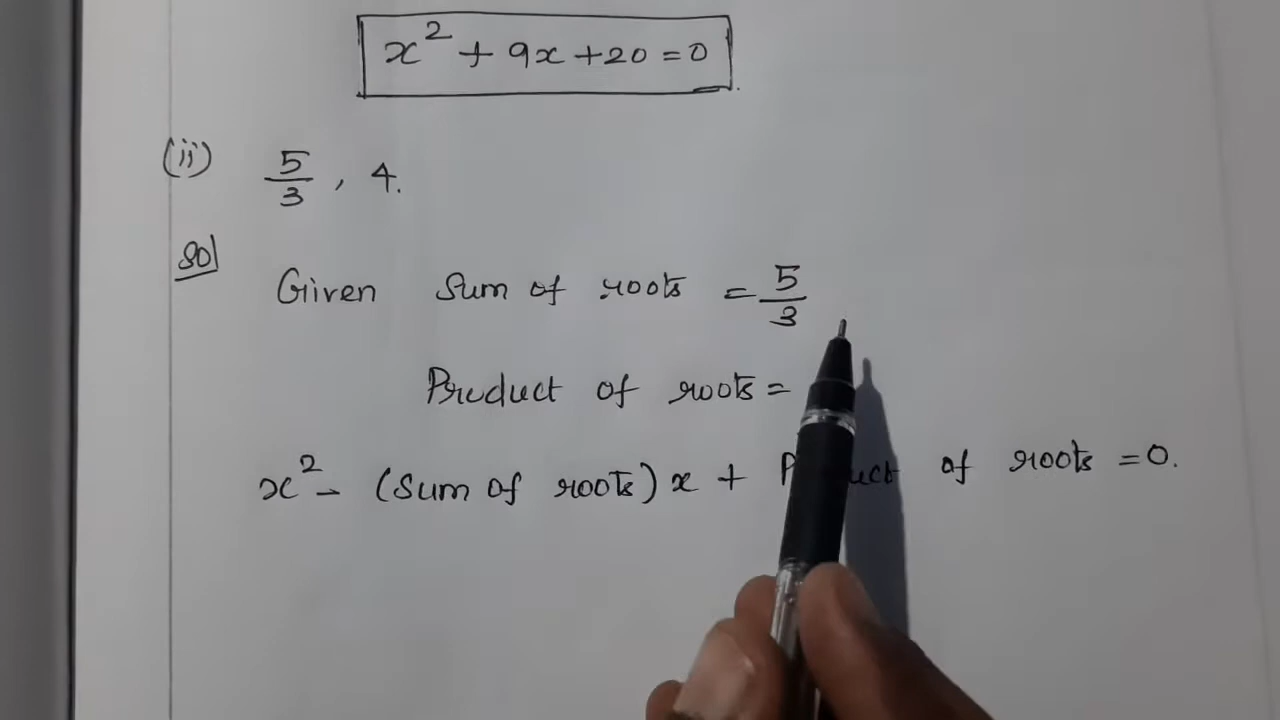 x² + 9x + 20 = 0
(ii) 5/3 , 4.
Sol
Given Sum of roots = 5/3
Product of roots =
x² - (Sum of roots) x + of roots = 0.